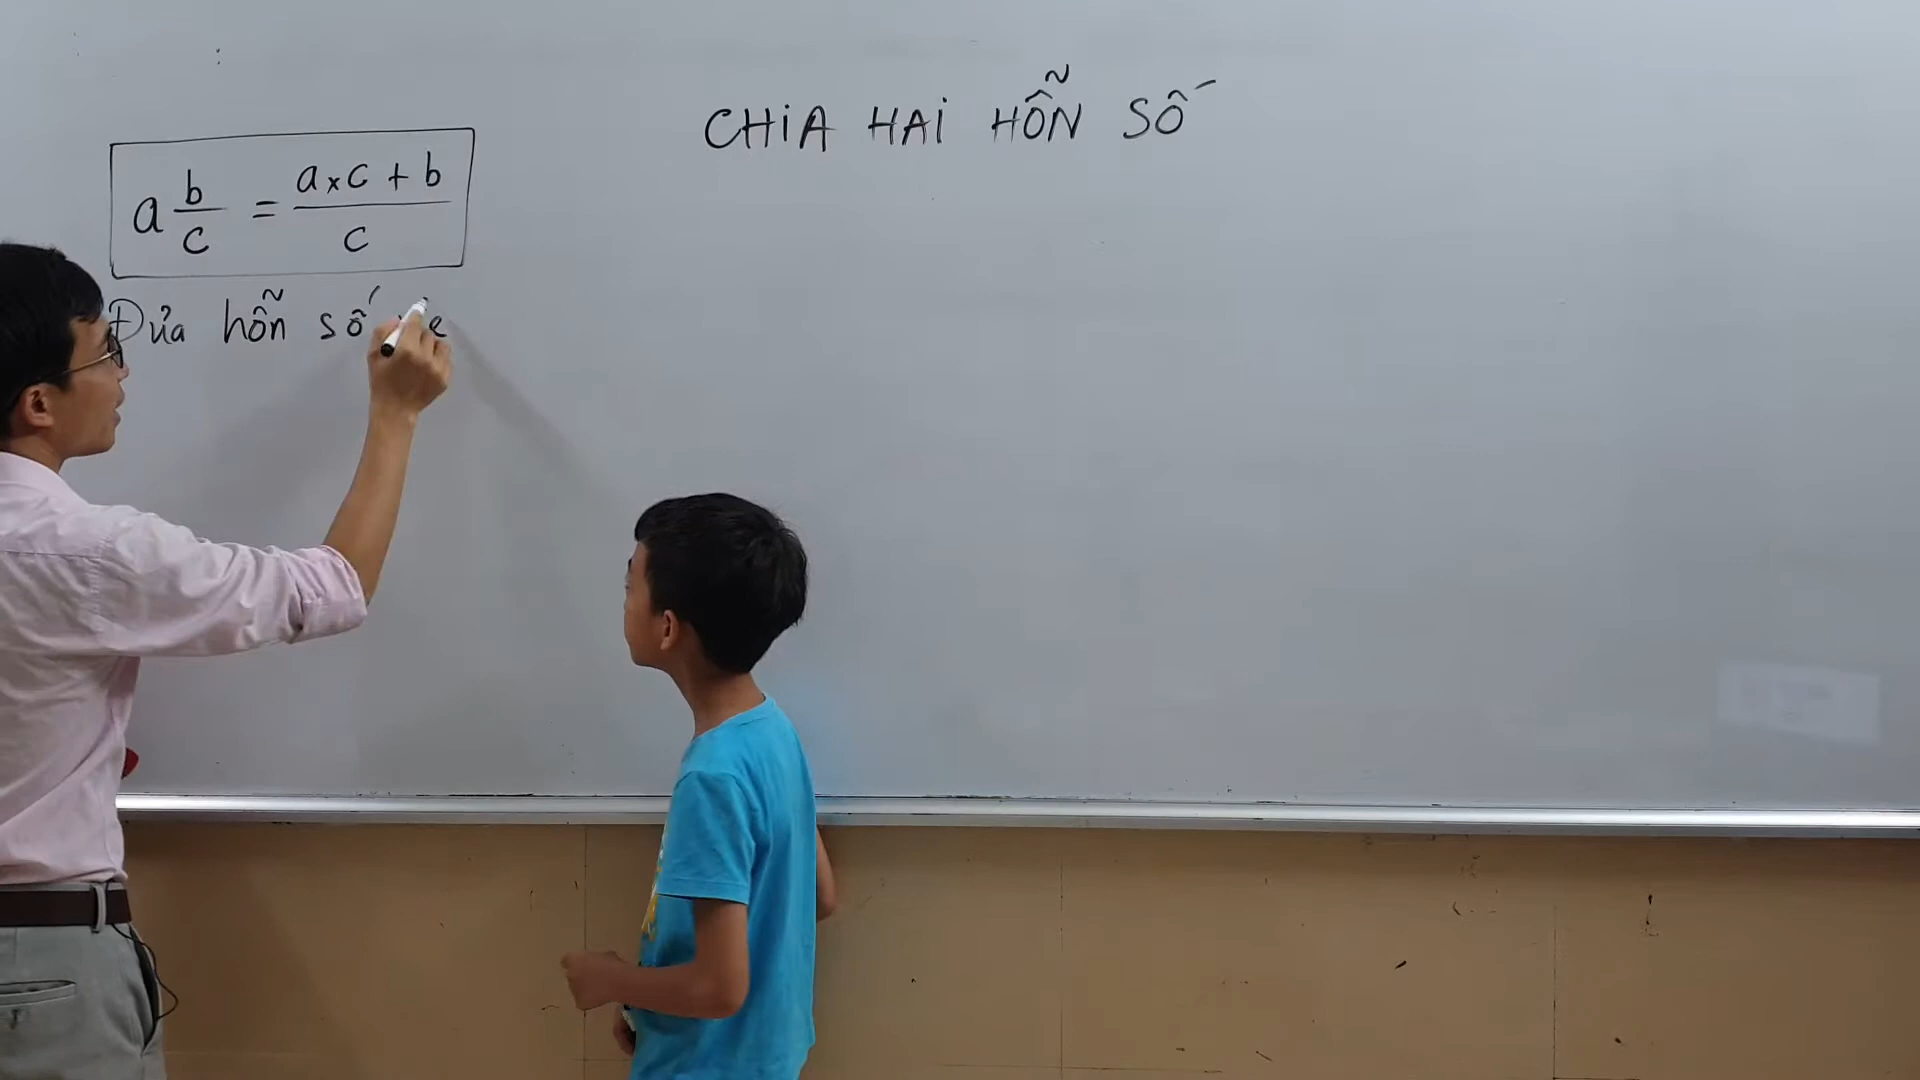 CHiA HAi HỖN SỐ
a b/c = (a x c + b)/c
Đưa hỗn số